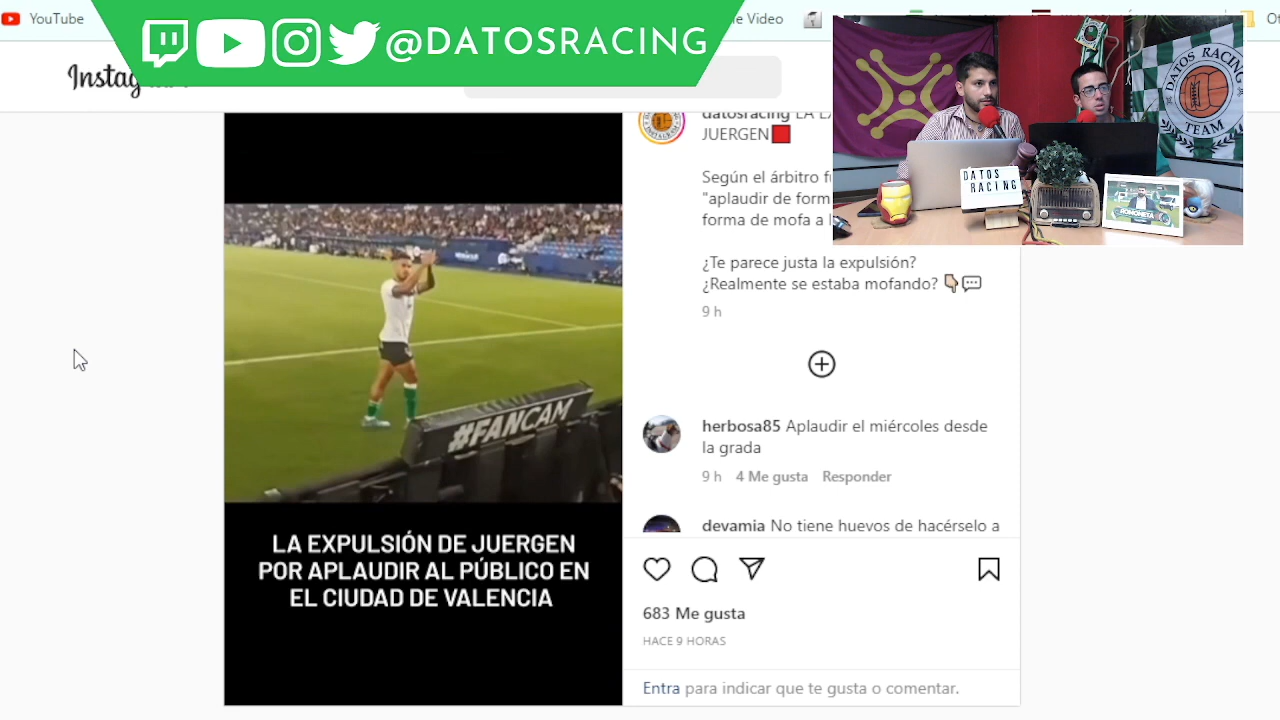 YouTube
@DATOSRACING
e Video
Instag
datosracing LA E
JUERGEN
Según el árbitro f
"aplaudir de form
forma de mofa a l
¿Te parece justa la expulsión?
¿Realmente se estaba mofando?
9 h
herbosa85 Aplaudir el miércoles desde
la grada
9 h 4 Me gusta Responder
devamia No tiene huevos de hacérselo a
683 Me gusta
HACE 9 HORAS
Entra para indicar que te gusta o comentar.
#FANCAM
LA EXPULSIÓN DE JUERGEN
POR APLAUDIR AL PÚBLICO EN
EL CIUDAD DE VALENCIA
DATOS RACING
TEAM
DATOS
RACING